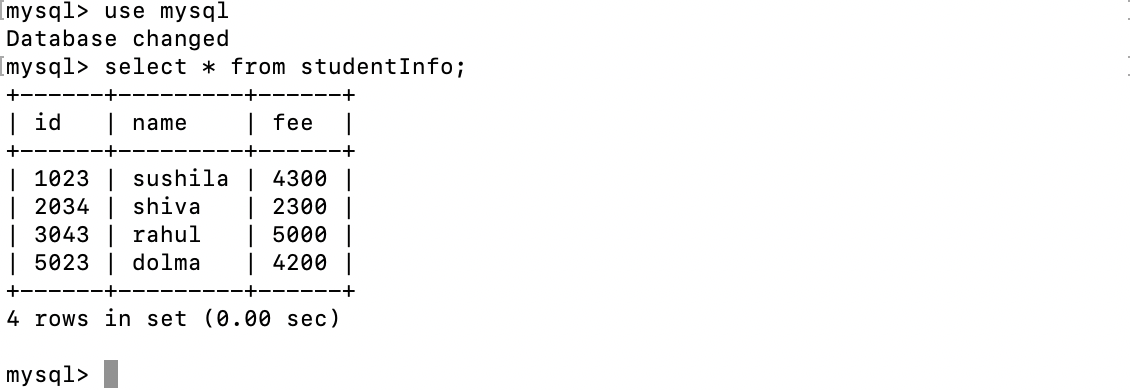 [mysql> use mysql
Database changed
[mysql> select * from studentInfo;
+------+---------+------+
| id   | name    | fee  |
+------+---------+------+
| 1023 | sushila | 4300 |
| 2034 | shiva   | 2300 |
| 3043 | rahul   | 5000 |
| 5023 | dolma   | 4200 |
+------+---------+------+
4 rows in set (0.00 sec)
mysql>